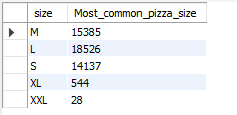 size Most_common_pizza_size
M 15385
L 18526
S 14137
XL 544
XXL 28